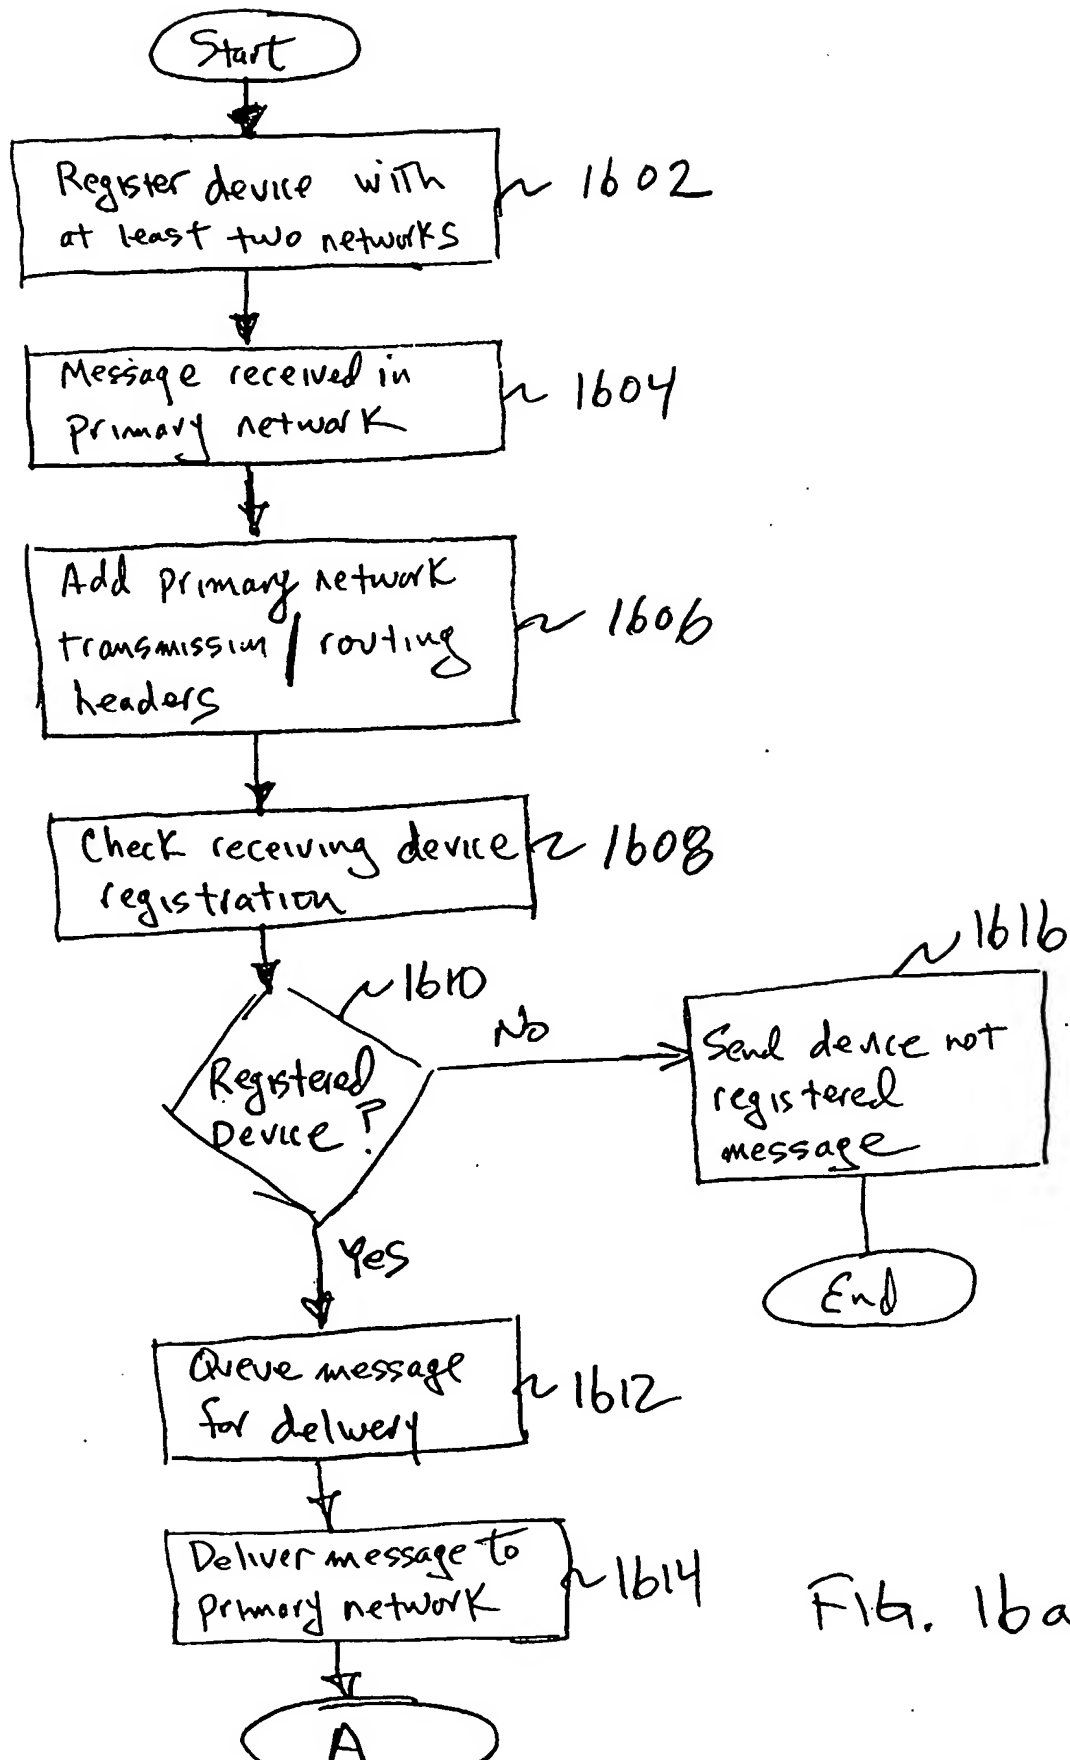 Start
Register device with
at least two networks
1602
Message received in
primary network
1604
Add primary network
transmission / routing
headers
1606
Check receiving device
registration
1608
1610
Registered
Device?
No
1616
Send device not
registered
message
End
Yes
Queue message
for delivery
1612
Deliver message to
primary network
1614
FIG. 16a
A